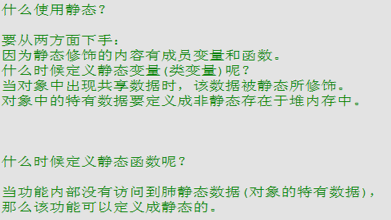 什么使用静态？
要从两方面下手：
因为静态修饰的内容有成员变量和函数。
什么时候定义静态变量(类变量)呢？
当对象中出现共享数据时，该数据被静态所修饰。
对象中的特有数据要定义成非静态存在于堆内存中。
什么时候定义静态函数呢？
当功能内部没有访问到肺静态数据(对象的特有数据)，
那么该功能可以定义成静态的。